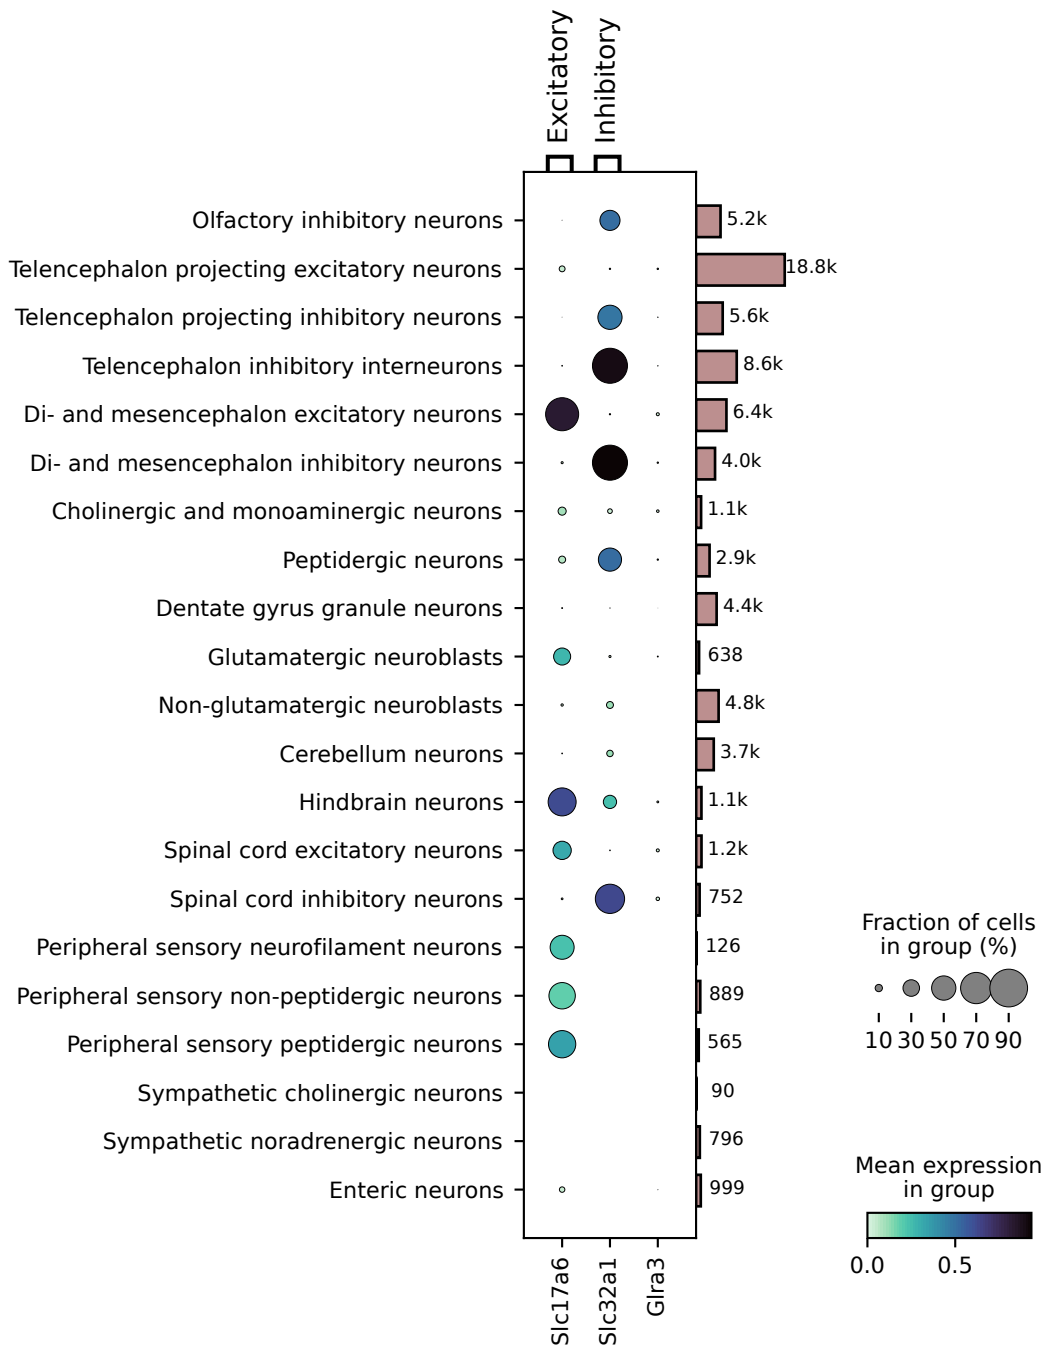 Excitatory
Inhibitory
Olfactory inhibitory neurons 5.2k
Telencephalon projecting excitatory neurons 18.8k
Telencephalon projecting inhibitory neurons 5.6k
Telencephalon inhibitory interneurons 8.6k
Di- and mesencephalon excitatory neurons 6.4k
Di- and mesencephalon inhibitory neurons 4.0k
Cholinergic and monoaminergic neurons 1.1k
Peptidergic neurons 2.9k
Dentate gyrus granule neurons 4.4k
Glutamatergic neuroblasts 638
Non-glutamatergic neuroblasts 4.8k
Cerebellum neurons 3.7k
Hindbrain neurons 1.1k
Spinal cord excitatory neurons 1.2k
Spinal cord inhibitory neurons 752
Peripheral sensory neurofilament neurons 126
Peripheral sensory non-peptidergic neurons 889
Peripheral sensory peptidergic neurons 565
Sympathetic cholinergic neurons 90
Sympathetic noradrenergic neurons 796
Enteric neurons 999
Slc17a6
Slc32a1
Glra3
Fraction of cells
in group (%)
10 30 50 70 90
Mean expression
in group
0.0 0.5